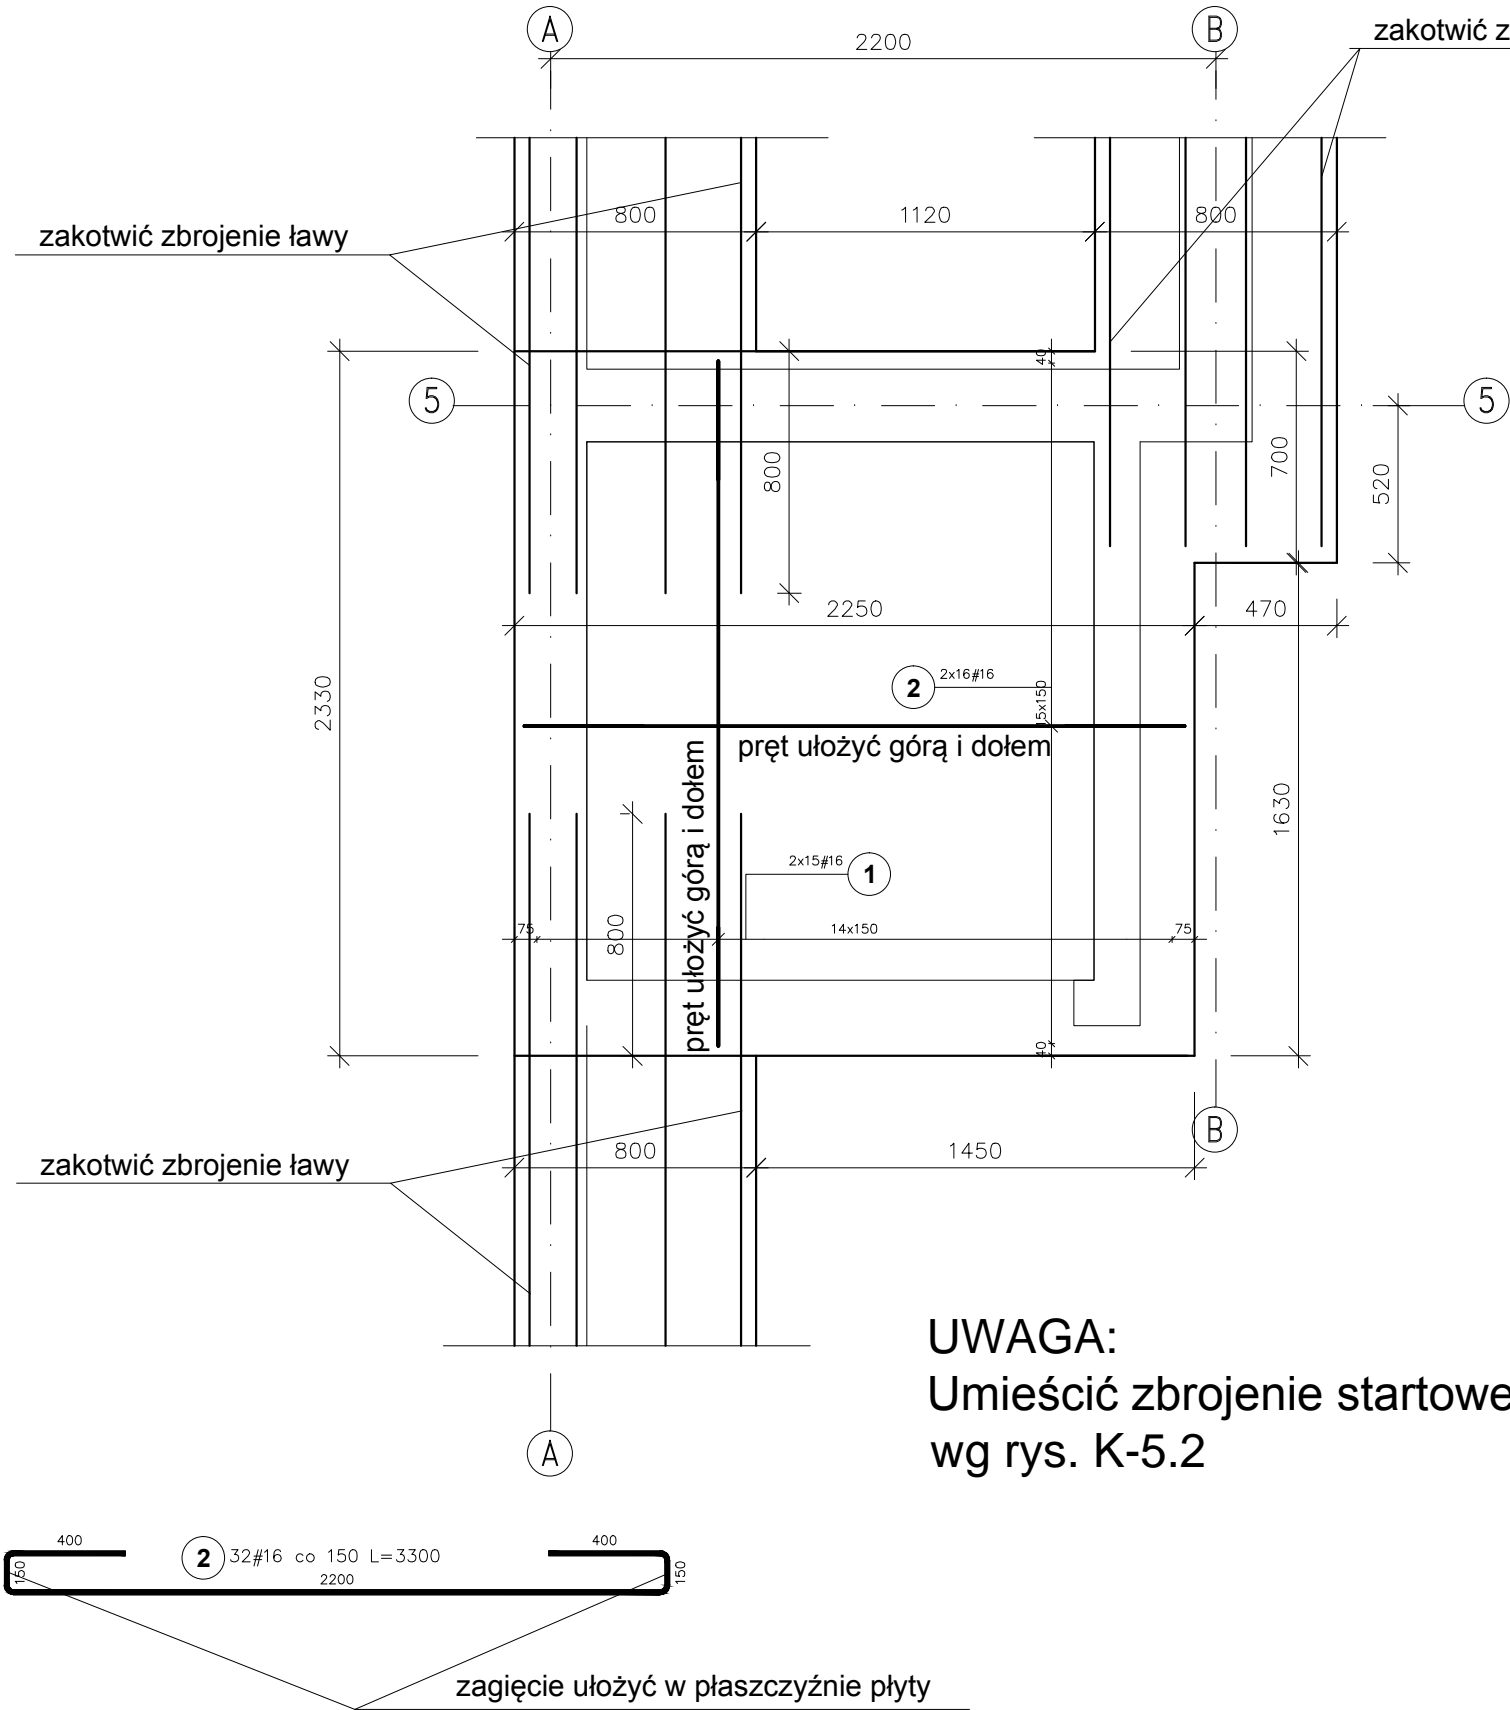 A
B
2200
zakotwić z
800
1120
800
zakotwić zbrojenie ławy
40
5
5
800
700
520
2250
470
2330
2
2x16#16
15x150
pręt ułożyć górą i dołem
pręt ułożyć górą i dołem
1630
2x15#16
1
800
75
14x150
75
40
B
800
1450
zakotwić zbrojenie ławy
UWAGA:
Umieścić zbrojenie startowe
wg rys. K-5.2
A
400
2
32#16 co 150 L=3300
400
150
2200
150
zagięcie ułożyć w płaszczyźnie płyty